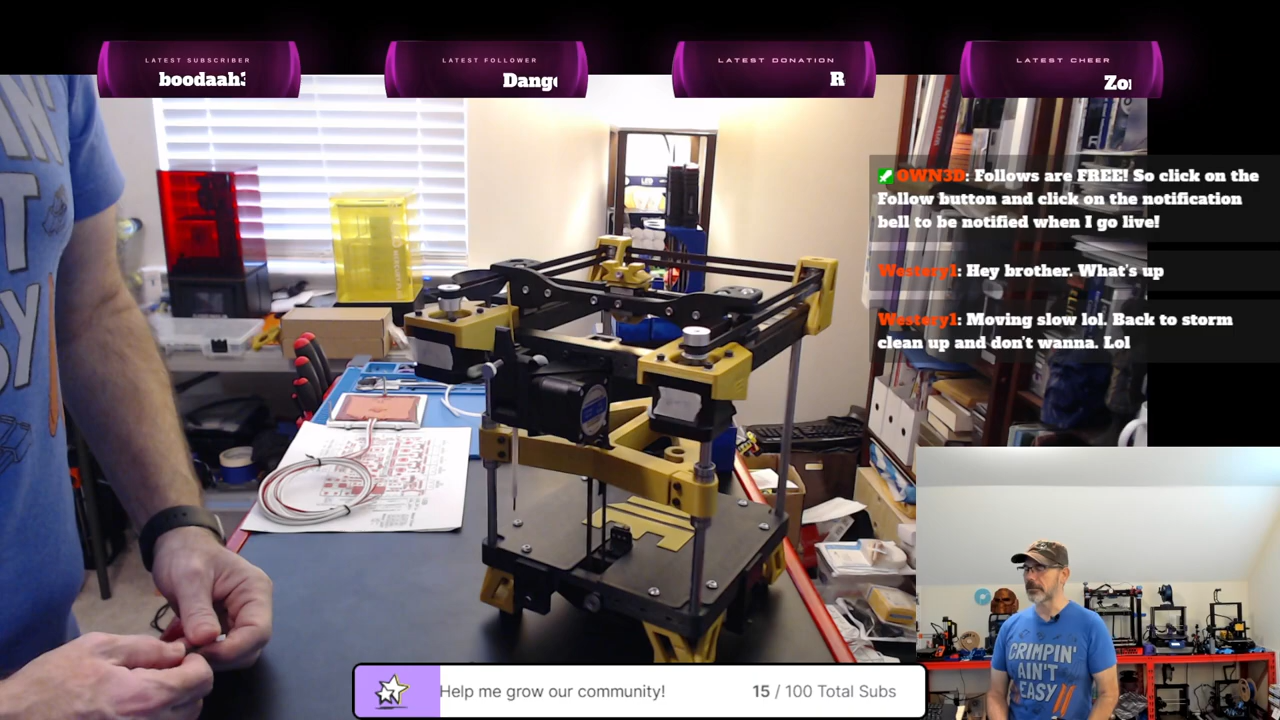 LATEST SUBSCRIBER
LATEST FOLLOWER
LATEST DONATION
LATEST CHEER
boodaah
Dang
R
Zo
OWN3D: Follows are FREE! So click on the
Follow button and click on the notification
bell to be notified when I go live!
Westery1: Hey brother. What's up
Westery1: Moving slow lol. Back to storm
clean up and don't wanna. Lol
CRIMPIN'
AIN'T
EASY
Help me grow our community!
15 / 100 Total Subs